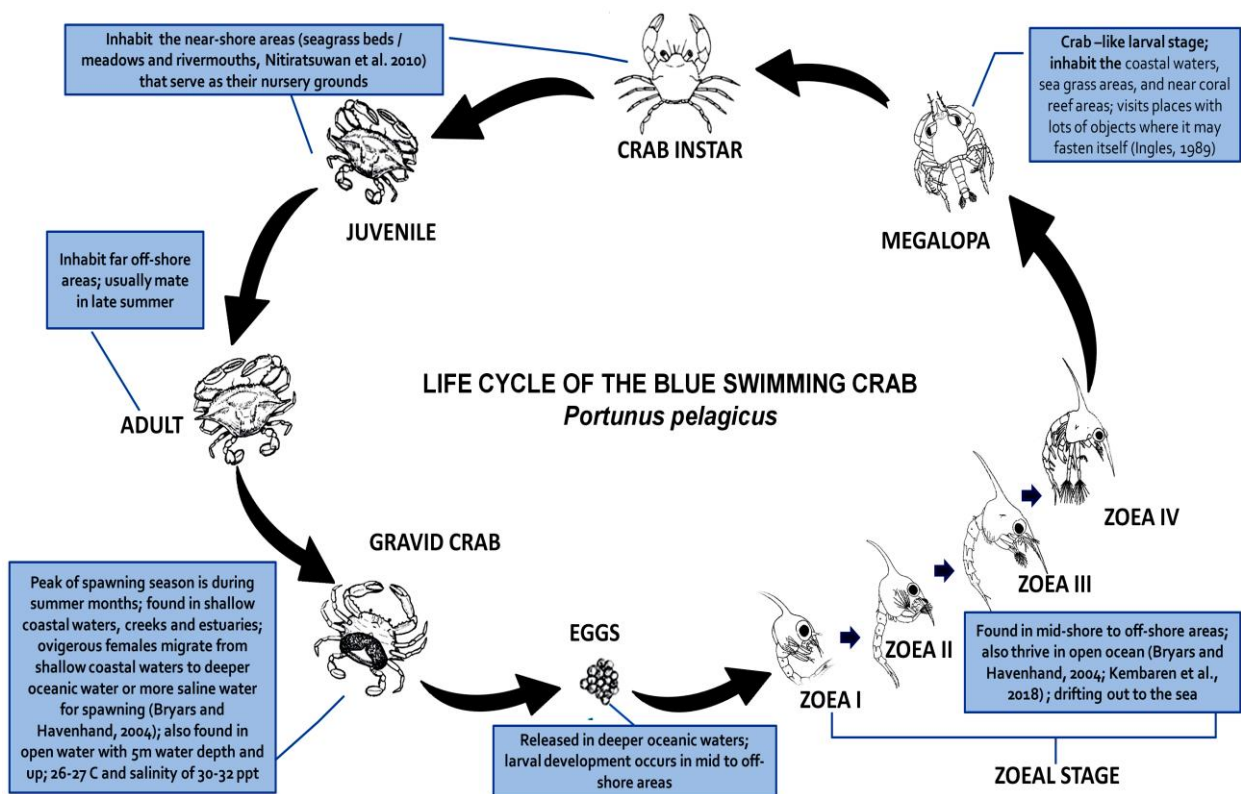 Inhabit the near-shore areas (seagrass beds /
meadows and rivermouths, Nitiratsuwan et al. 2010)
that serve as their nursery grounds
CRAB INSTAR
Crab –like larval stage;
inhabit the coastal waters,
sea grass areas, and near coral
reef areas; visits places with
lots of objects where it may
fasten itself (Ingles, 1989)
JUVENILE
MEGALOPA
Inhabit far off-shore
areas; usually mate
in late summer
ADULT
LIFE CYCLE OF THE BLUE SWIMMING CRAB
Portunus pelagicus
GRAVID CRAB
Peak of spawning season is during
summer months; found in shallow
coastal waters, creeks and estuaries;
ovigerous females migrate from
shallow coastal waters to deeper
oceanic water or more saline water
for spawning (Bryars and
Havenhand, 2004); also found in
open water with 5m water depth and
up; 26-27 C and salinity of 30-32 ppt
EGGS
Released in deeper oceanic waters;
larval development occurs in mid to off-
shore areas
ZOEA I
ZOEA II
ZOEA III
ZOEA IV
Found in mid-shore to off-shore areas;
also thrive in open ocean (Bryars and
Havenhand, 2004; Kembaren et al.,
2018) ; drifting out to the sea
ZOEAL STAGE